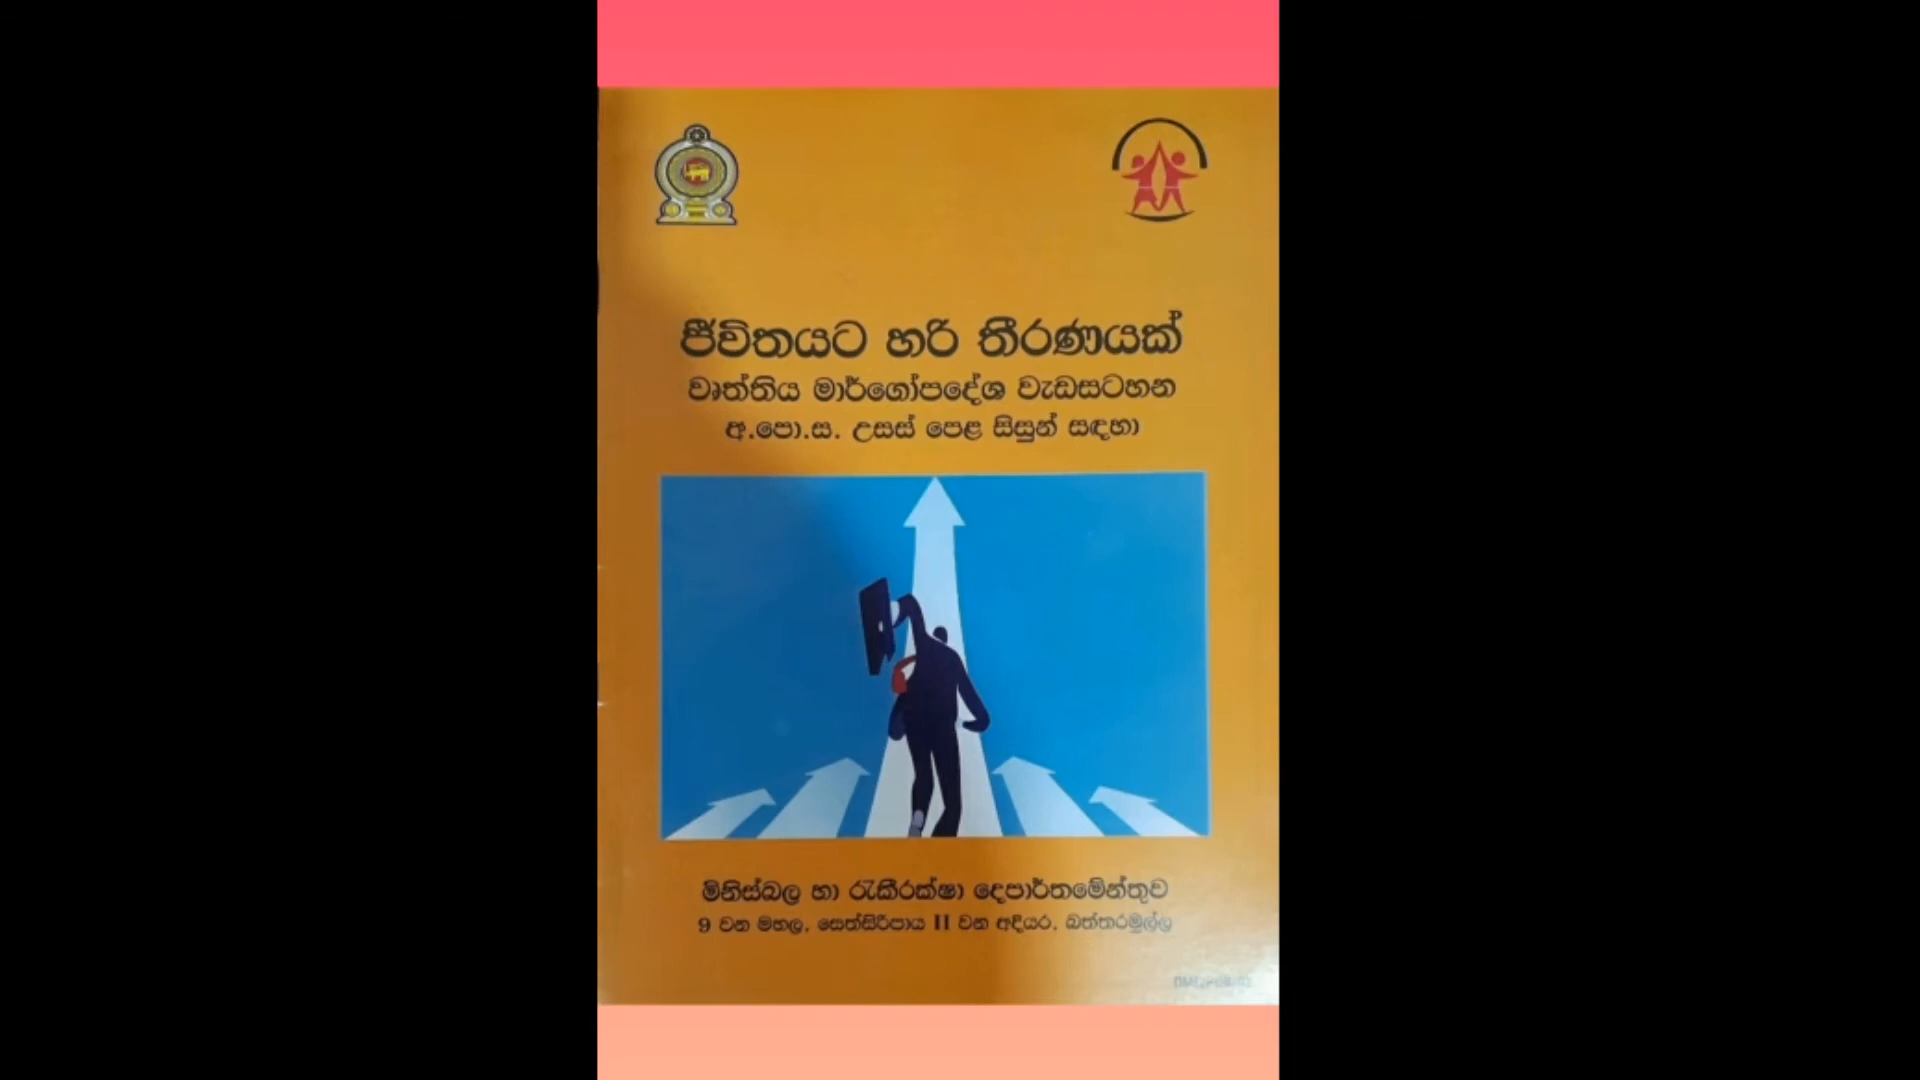 ජීවිතයට හරි තීරණයක්
වෘත්තිය මාර්ගෝපදේශ වැඩසටහන
අ.පො.ස. උසස් පෙළ සිසුන් සඳහා
මිනිස්බල හා රැකීරක්ෂා දෙපාර්තමේන්තුව
9 වන මහල, සෙත්සිරිපාය II වන අදියර, බත්තරමුල්ල